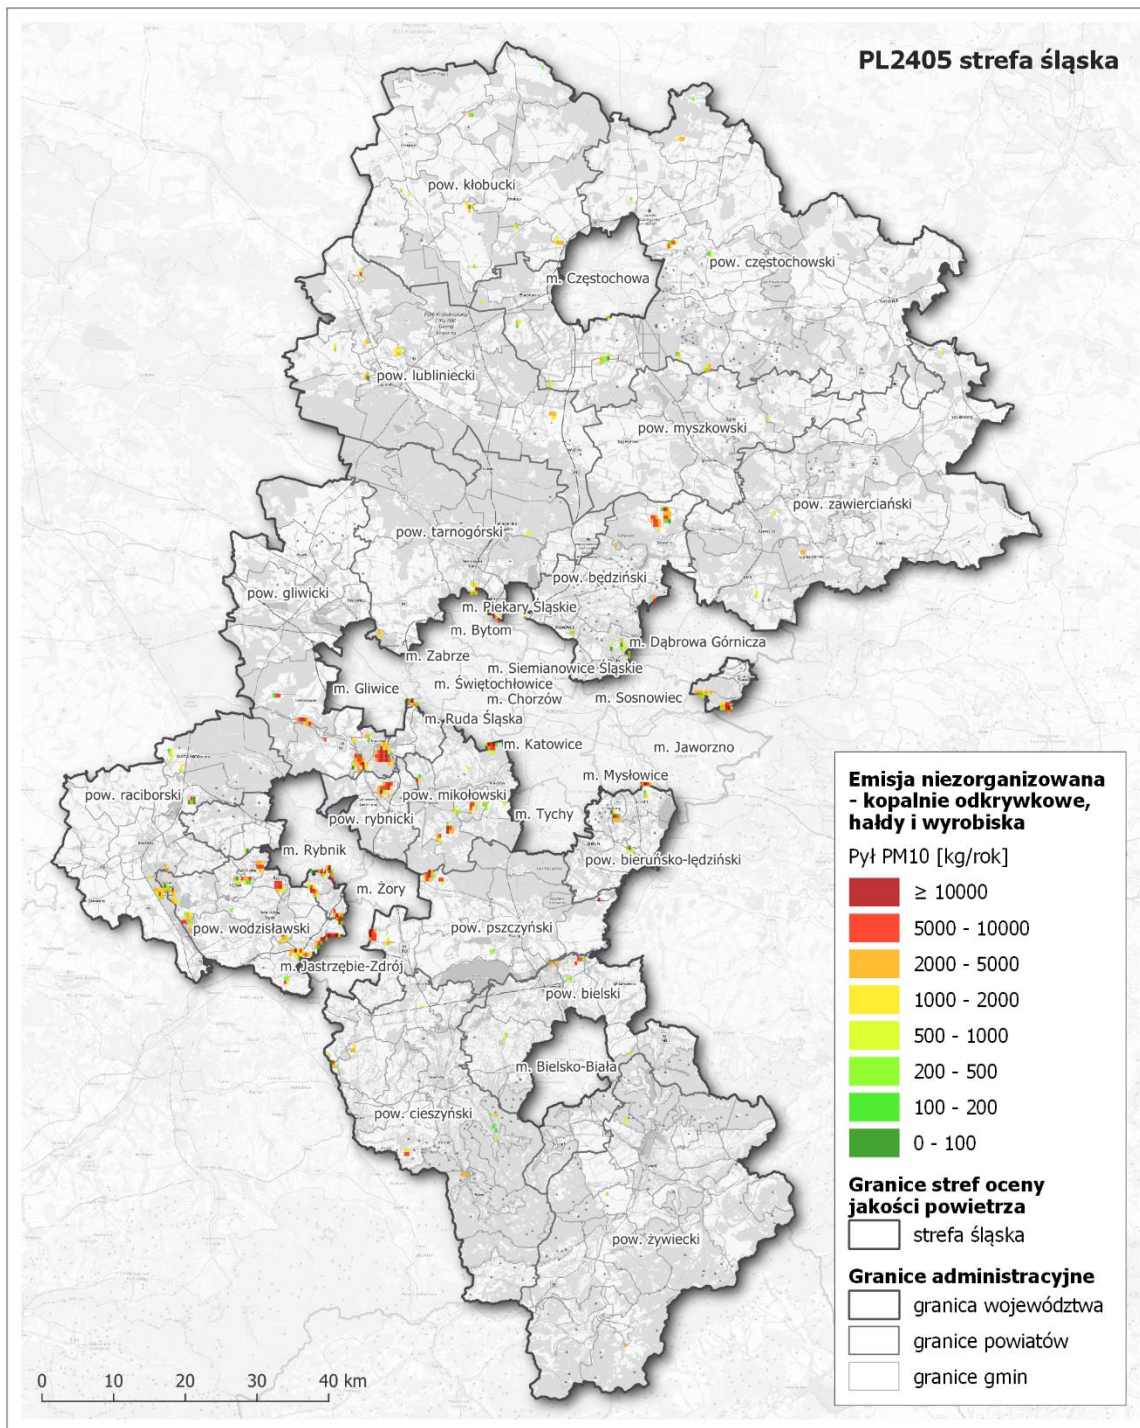 PL2405 strefa śląska
pow. kłobucki
pow. częstochowski
m. Częstochowa
pow. lubliniecki
pow. myszkowski
pow. zawierciański
pow. tarnogórski
pow. będziński
pow. gliwicki
m. Piekary Śląskie
m. Bytom
m. Dąbrowa Górnicza
m. Zabrze
m. Siemianowice Śląskie
m. Świętochłowice
m. Gliwice
m. Chorzów
m. Sosnowiec
m. Ruda Śląska
m. Katowice
m. Jaworzno
m. Mysłowice
pow. raciborski
pow. mikołowski
m. Tychy
pow. rybnicki
m. Rybnik
pow. bieruńsko-lędziński
m. Żory
pow. wodzisławski
pow. pszczyński
m. Jastrzębie-Zdrój
pow. bielski
m. Bielsko-Biała
pow. cieszyński
pow. żywiecki
Emisja niezorganizowana
- kopalnie odkrywkowe,
hałdy i wyrobiska
Pył PM10 [kg/rok]
≥ 10000
5000 - 10000
2000 - 5000
1000 - 2000
500 - 1000
200 - 500
100 - 200
0 - 100
Granice stref oceny
jakości powietrza
strefa śląska
Granice administracyjne
granica województwa
granice powiatów
granice gmin
0 10 20 30 40 km